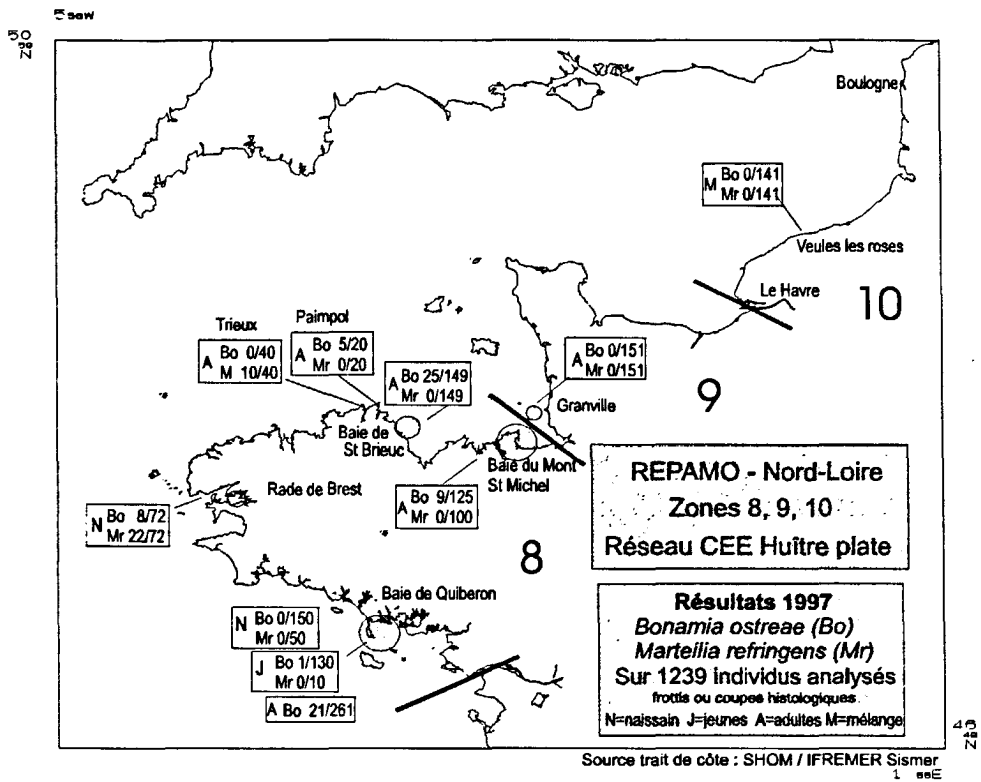 50
N
Boulogne
M Bo 0/141
Mr 0/141
Veules les roses
Le Havre
10
Trieux
Paimpol
A Bo 0/40
M 10/40
A Bo 5/20
Mr 0/20
A Bo 25/149
Mr 0/149
A Bo 0/151
Mr 0/151
Granville
9
Baie de
St Brieuc
Baie du Mont
St Michel
Rade de Brest
A Bo 9/125
Mr 0/100
N Bo 8/72
Mr 22/72
8
REPAMO - Nord-Loire
Zones 8, 9, 10
Réseau CEE Huître plate
Baie de Quiberon
N Bo 0/150
Mr 0/50
J Bo 1/130
Mr 0/10
A Bo 21/261
Résultats 1997
Bonamia ostreae (Bo)
Marteilia refringens (Mr)
Sur 1239 individus analysés
frottis ou coupes histologiques
N=naissain J=jeunes A=adultes M=mélange
46
N
Source trait de côte : SHOM / IFREMER Sismer